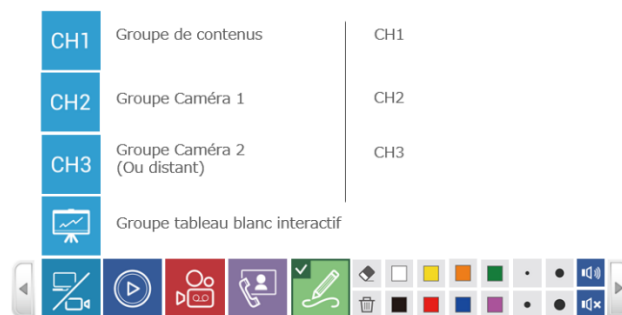 CH1 Groupe de contenus CH1
CH2 Groupe Caméra 1 CH2
CH3 Groupe Caméra 2 CH3
(Ou distant)
Groupe tableau blanc interactif